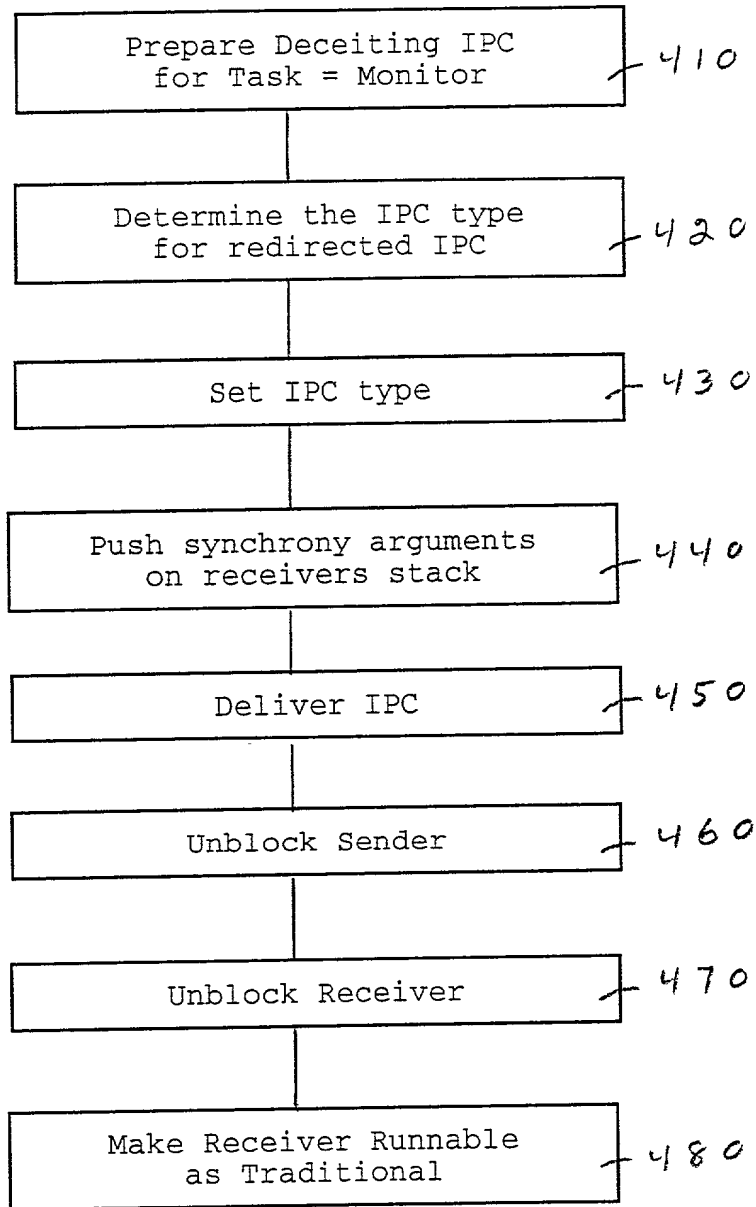 Prepare Deceiting IPC
for Task = Monitor
410
Determine the IPC type
for redirected IPC
420
Set IPC type
430
Push synchrony arguments
on receivers stack
440
Deliver IPC
450
Unblock Sender
460
Unblock Receiver
470
Make Receiver Runnable
as Traditional
480